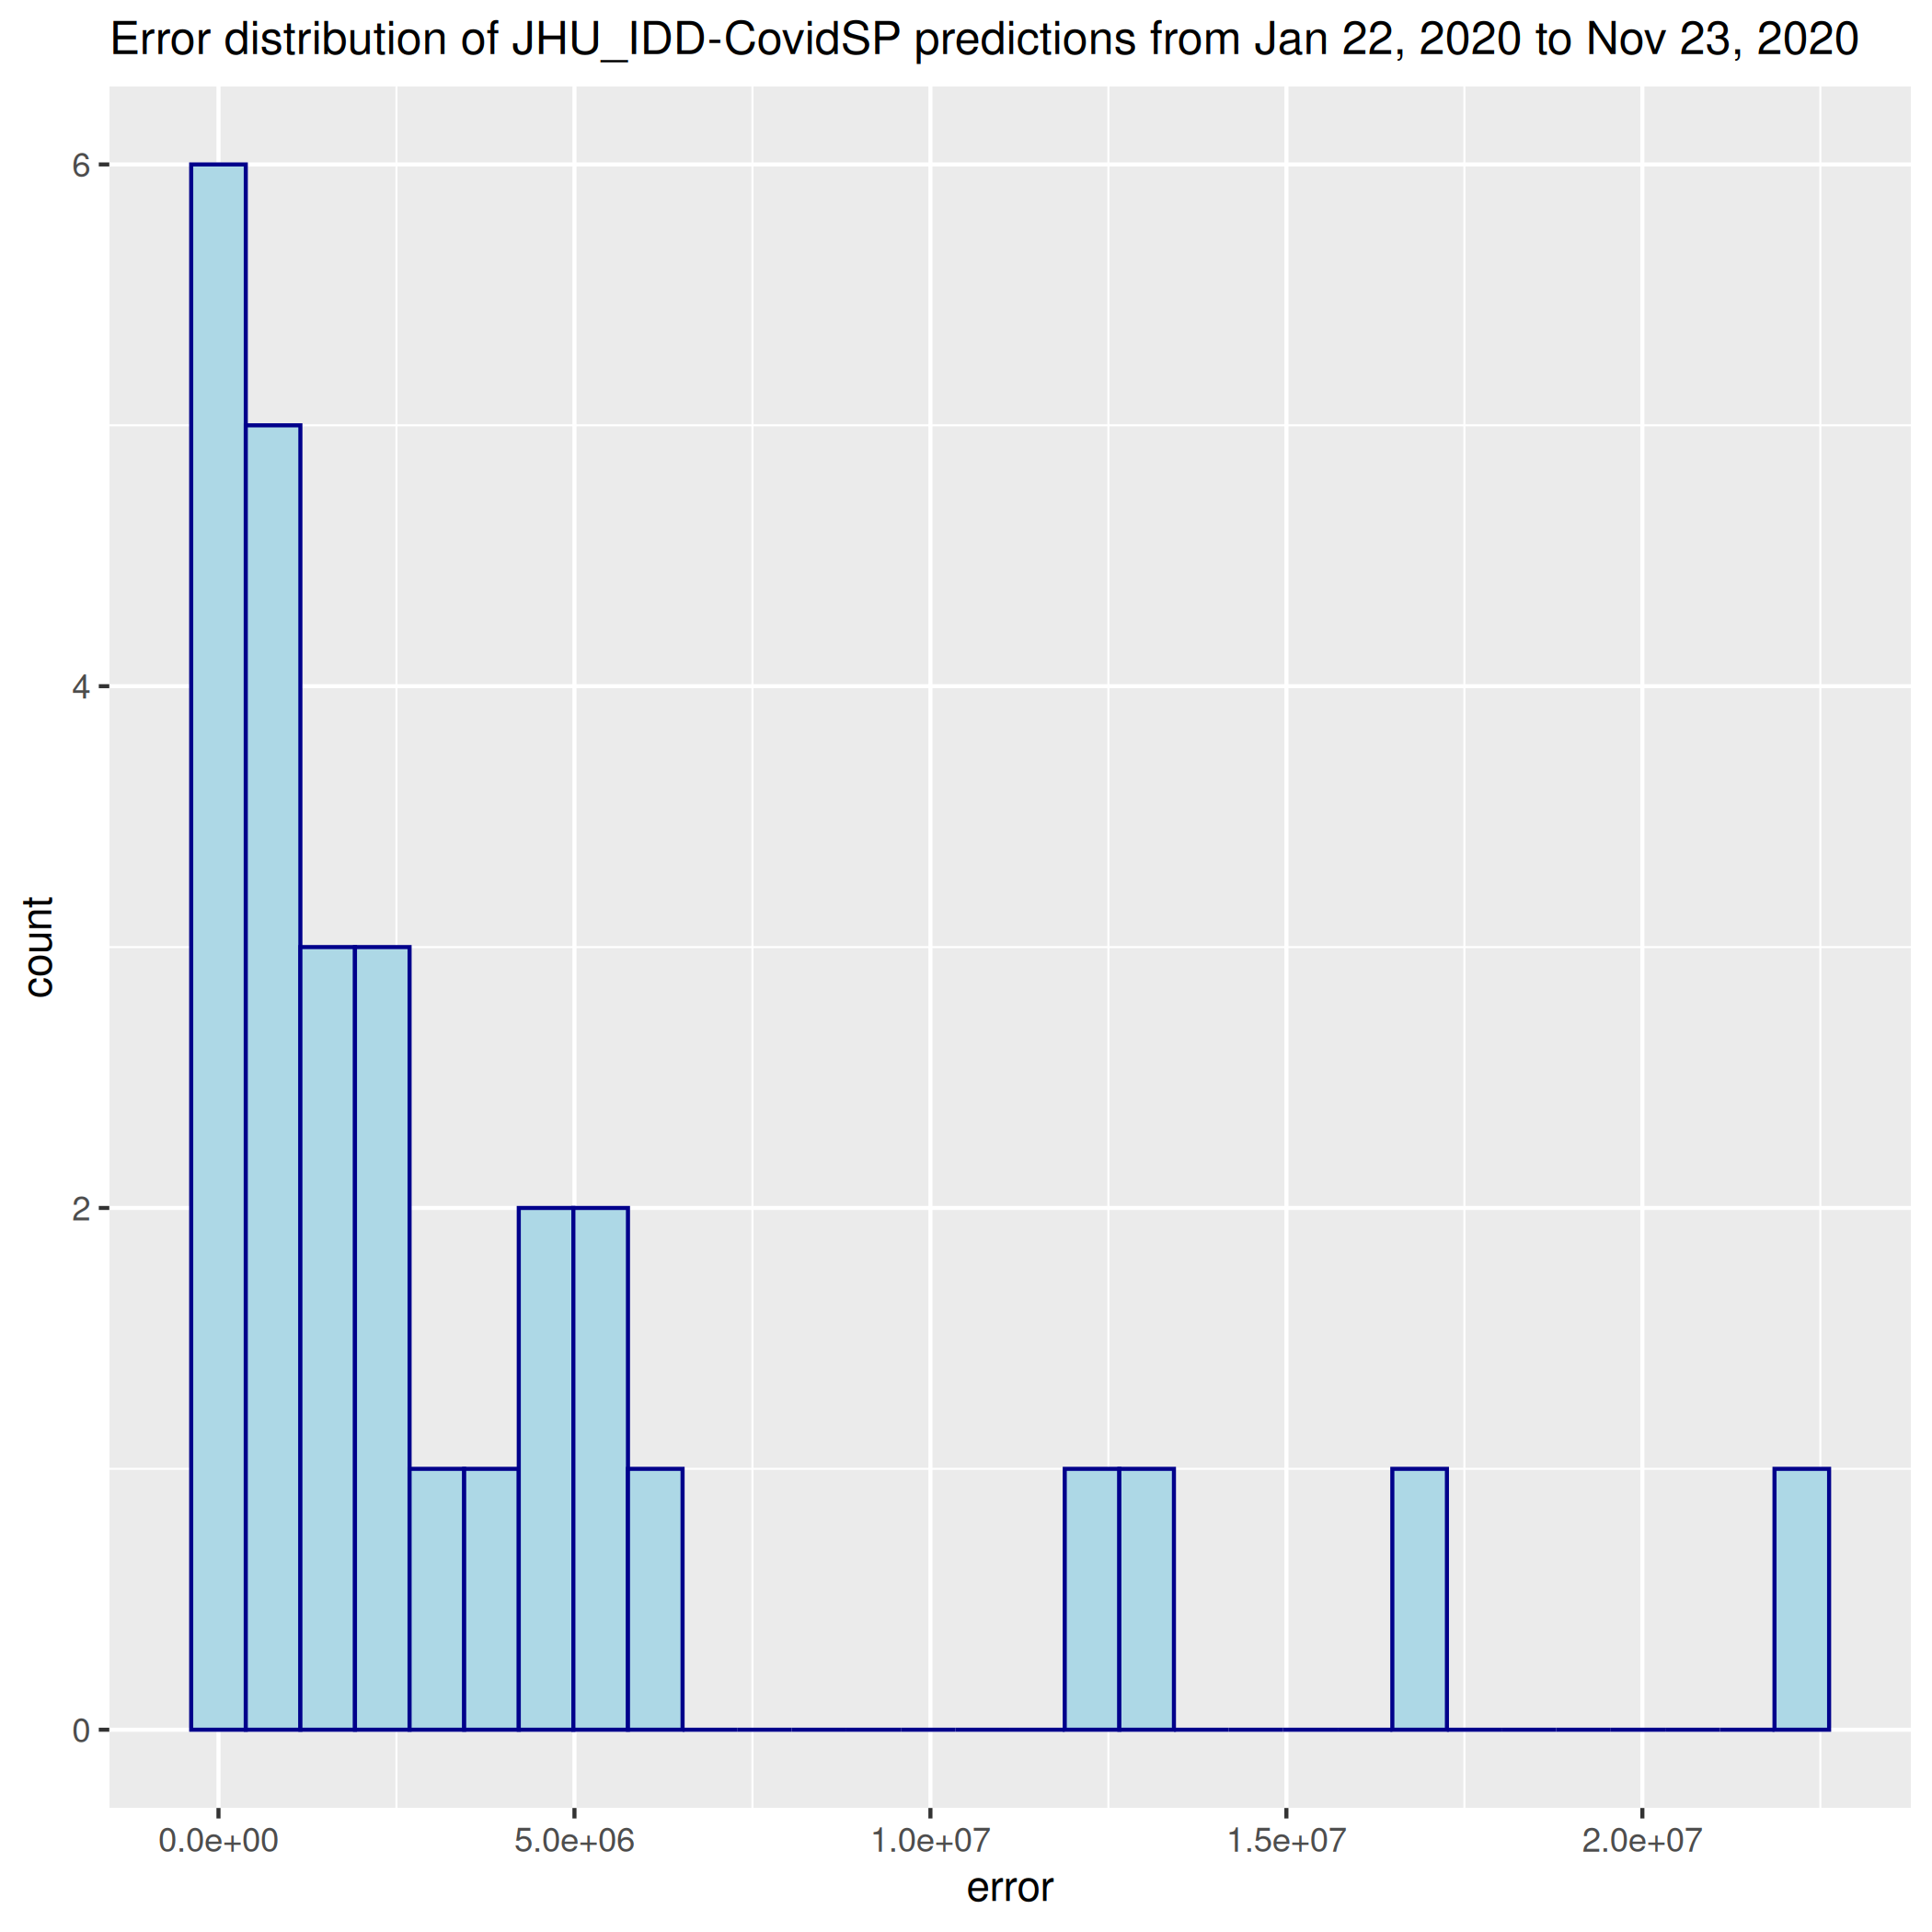 Error distribution of JHU_IDD-CovidSP predictions from Jan 22, 2020 to Nov 23, 2020
6
4
2
0
count
0.0e+00 5.0e+06 1.0e+07 1.5e+07 2.0e+07
error